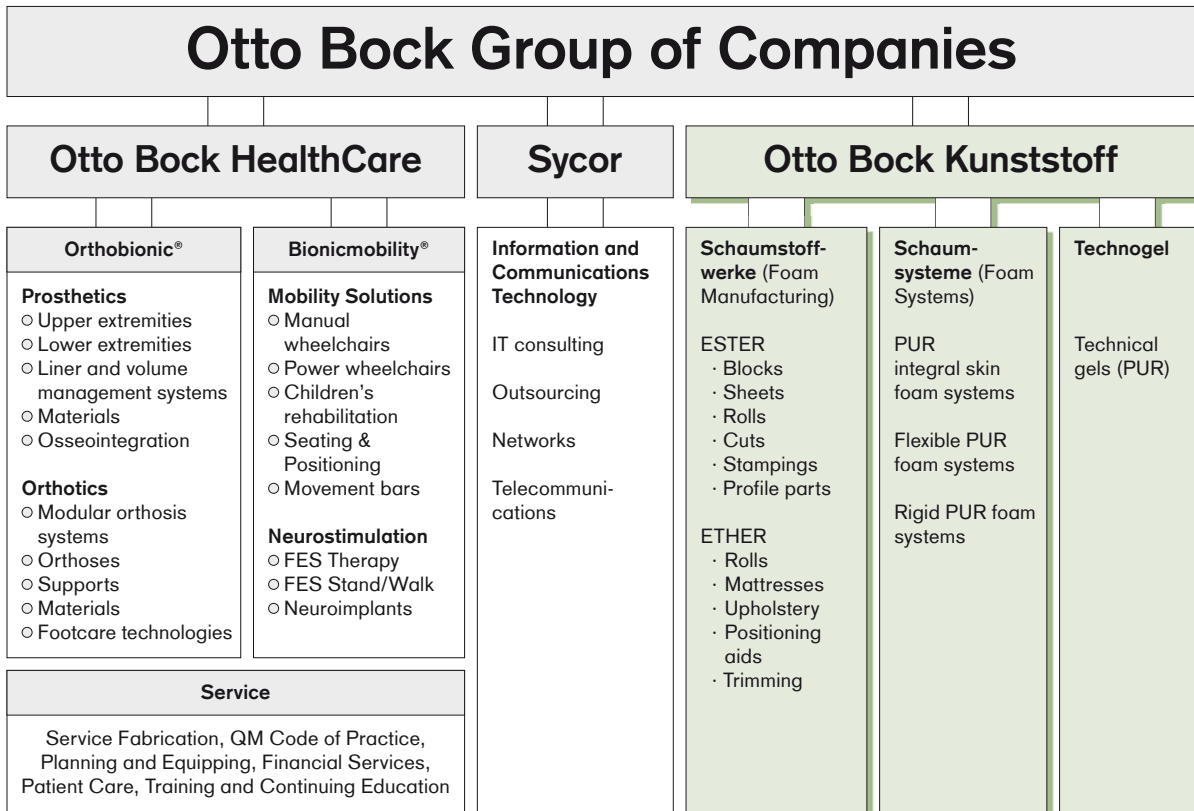 Otto Bock Group of Companies
Otto Bock HealthCare
Orthobionic®
Prosthetics
○ Upper extremities
○ Lower extremities
○ Liner and volume
management systems
○ Materials
○ Osseointegration
Orthotics
○ Modular orthosis
systems
○ Orthoses
○ Supports
○ Materials
○ Footcare technologies
Bionicmobility®
Mobility Solutions
○ Manual
wheelchairs
○ Power wheelchairs
○ Children's
rehabilitation
○ Seating &
Positioning
○ Movement bars
Neurostimulation
○ FES Therapy
○ FES Stand/Walk
○ Neuroimplants
Service
Service Fabrication, QM Code of Practice,
Planning and Equipping, Financial Services,
Patient Care, Training and Continuing Education
Sycor
Information and
Communications
Technology
IT consulting
Outsourcing
Networks
Telecommuni-
cations
Otto Bock Kunststoff
Schaumstoff-
werke (Foam
Manufacturing)
ESTER
· Blocks
· Sheets
· Rolls
· Cuts
· Stampings
· Profile parts
ETHER
· Rolls
· Mattresses
· Upholstery
· Positioning
aids
· Trimming
Schaum-
systeme (Foam
Systems)
PUR
integral skin
foam systems
Flexible PUR
foam systems
Rigid PUR foam
systems
Technogel
Technical
gels (PUR)